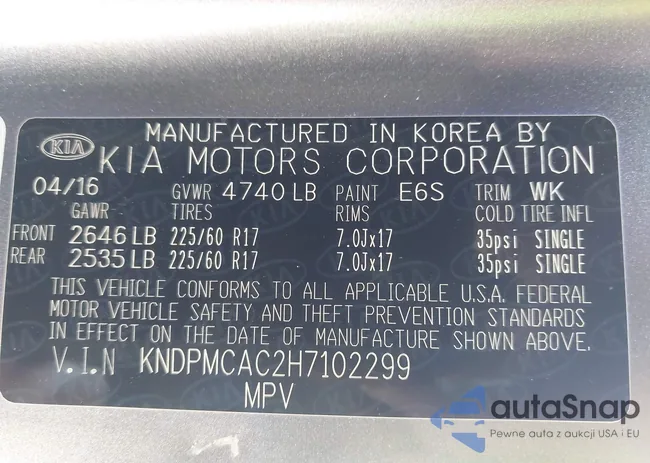 MANUFACTURED IN KOREA BY
KIA KIA MOTORS CORPORATION
04/16 GVWR 4740 LB PAINT E6S TRIM WK
GAWR TIRES RIMS COLD TIRE INFL
FRONT 2646 LB 225/60 R17 7.0Jx17 35psi SINGLE
REAR 2535 LB 225/60 R17 7.0Jx17 35psi SINGLE
THIS VEHICLE CONFORMS TO ALL APPLICABLE U.S.A. FEDERAL
MOTOR VEHICLE SAFETY AND THEFT PREVENTION STANDARDS
IN EFFECT ON THE DATE OF MANUFACTURE SHOWN ABOVE.
V.I.N KNDPMCAC2H7102299
MPV
autaSnap
Pewne auta z aukcji USA i EU